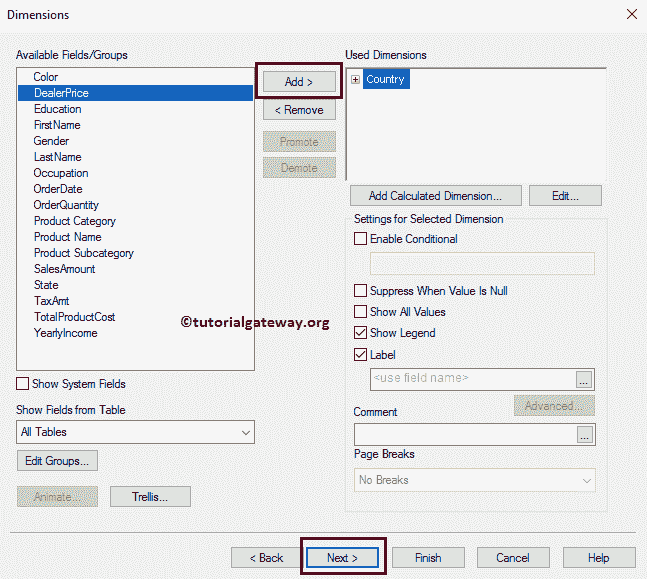 Dimensions
Available Fields/Groups
Color
DealerPrice
Education
FirstName
Gender
LastName
Occupation
OrderDate
OrderQuantity
Product Category
Product Name
Product Subcategory
SalesAmount
State
TaxAmt
TotalProductCost
YearlyIncome
Show System Fields
Show Fields from Table
All Tables
Edit Groups...
Animate...
Trellis...
Add >
< Remove
Promote
Demote
©tutorialgateway.org
Used Dimensions
Country
Add Calculated Dimension...
Edit...
Settings for Selected Dimension
Enable Conditional
Suppress When Value Is Null
Show All Values
Show Legend
Label
<use field name>
...
Advanced...
Comment
...
Page Breaks
No Breaks
< Back
Next >
Finish
Cancel
Help